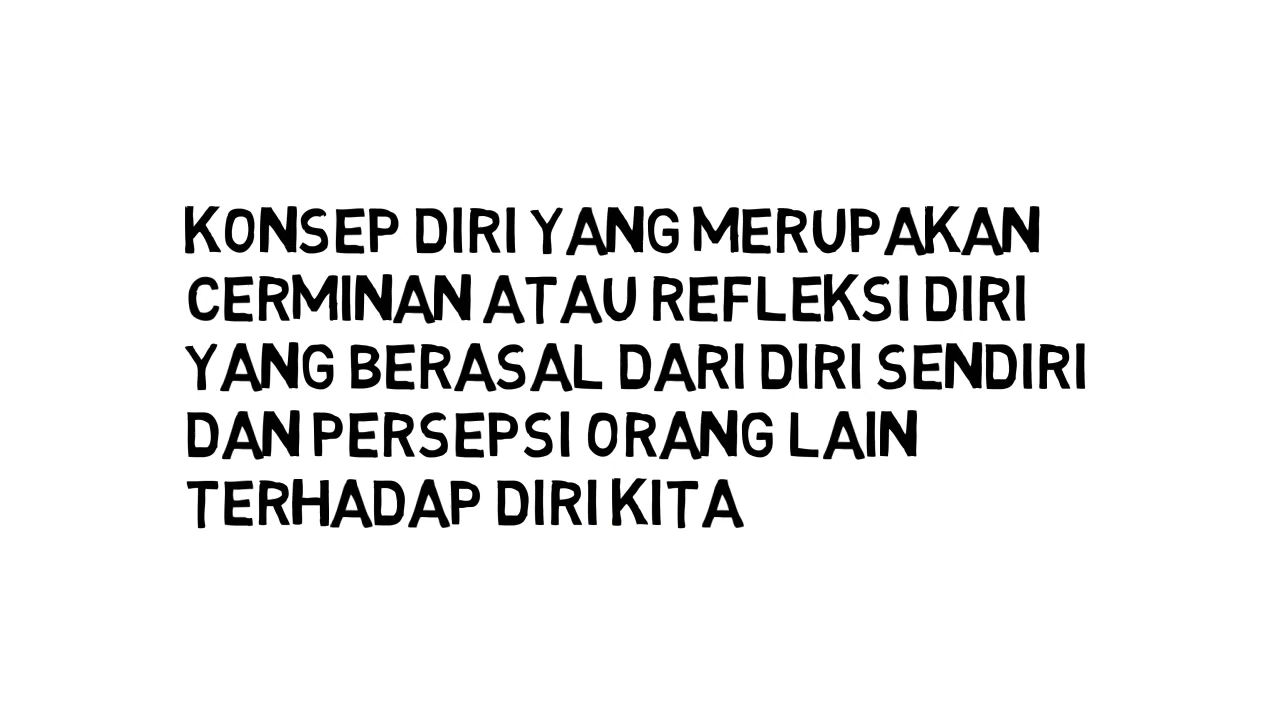 KONSEP DIRI YANG MERUPAKAN
CERMINAN ATAU REFLEKSI DIRI
YANG BERASAL DARI DIRI SENDIRI
DAN PERSEPSI ORANG LAIN
TERHADAP DIRI KITA